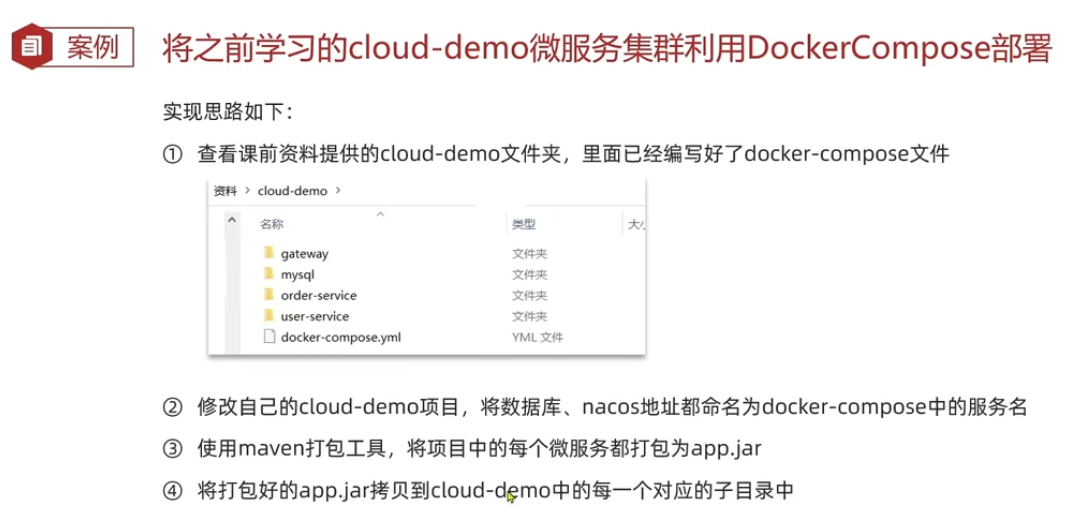 案例
将之前学习的cloud-demo微服务集群利用DockerCompose部署
实现思路如下：
① 查看课前资料提供的cloud-demo文件夹，里面已经编写好了docker-compose文件
资料 > cloud-demo >
名称 类型 大小
gateway 文件夹
mysql 文件夹
order-service 文件夹
user-service 文件夹
docker-compose.yml YML 文件
② 修改自己的cloud-demo项目，将数据库、nacos地址都命名为docker-compose中的服务名
③ 使用maven打包工具，将项目中的每个微服务都打包为app.jar
④ 将打包好的app.jar拷贝到cloud-demo中的每一个对应的子目录中